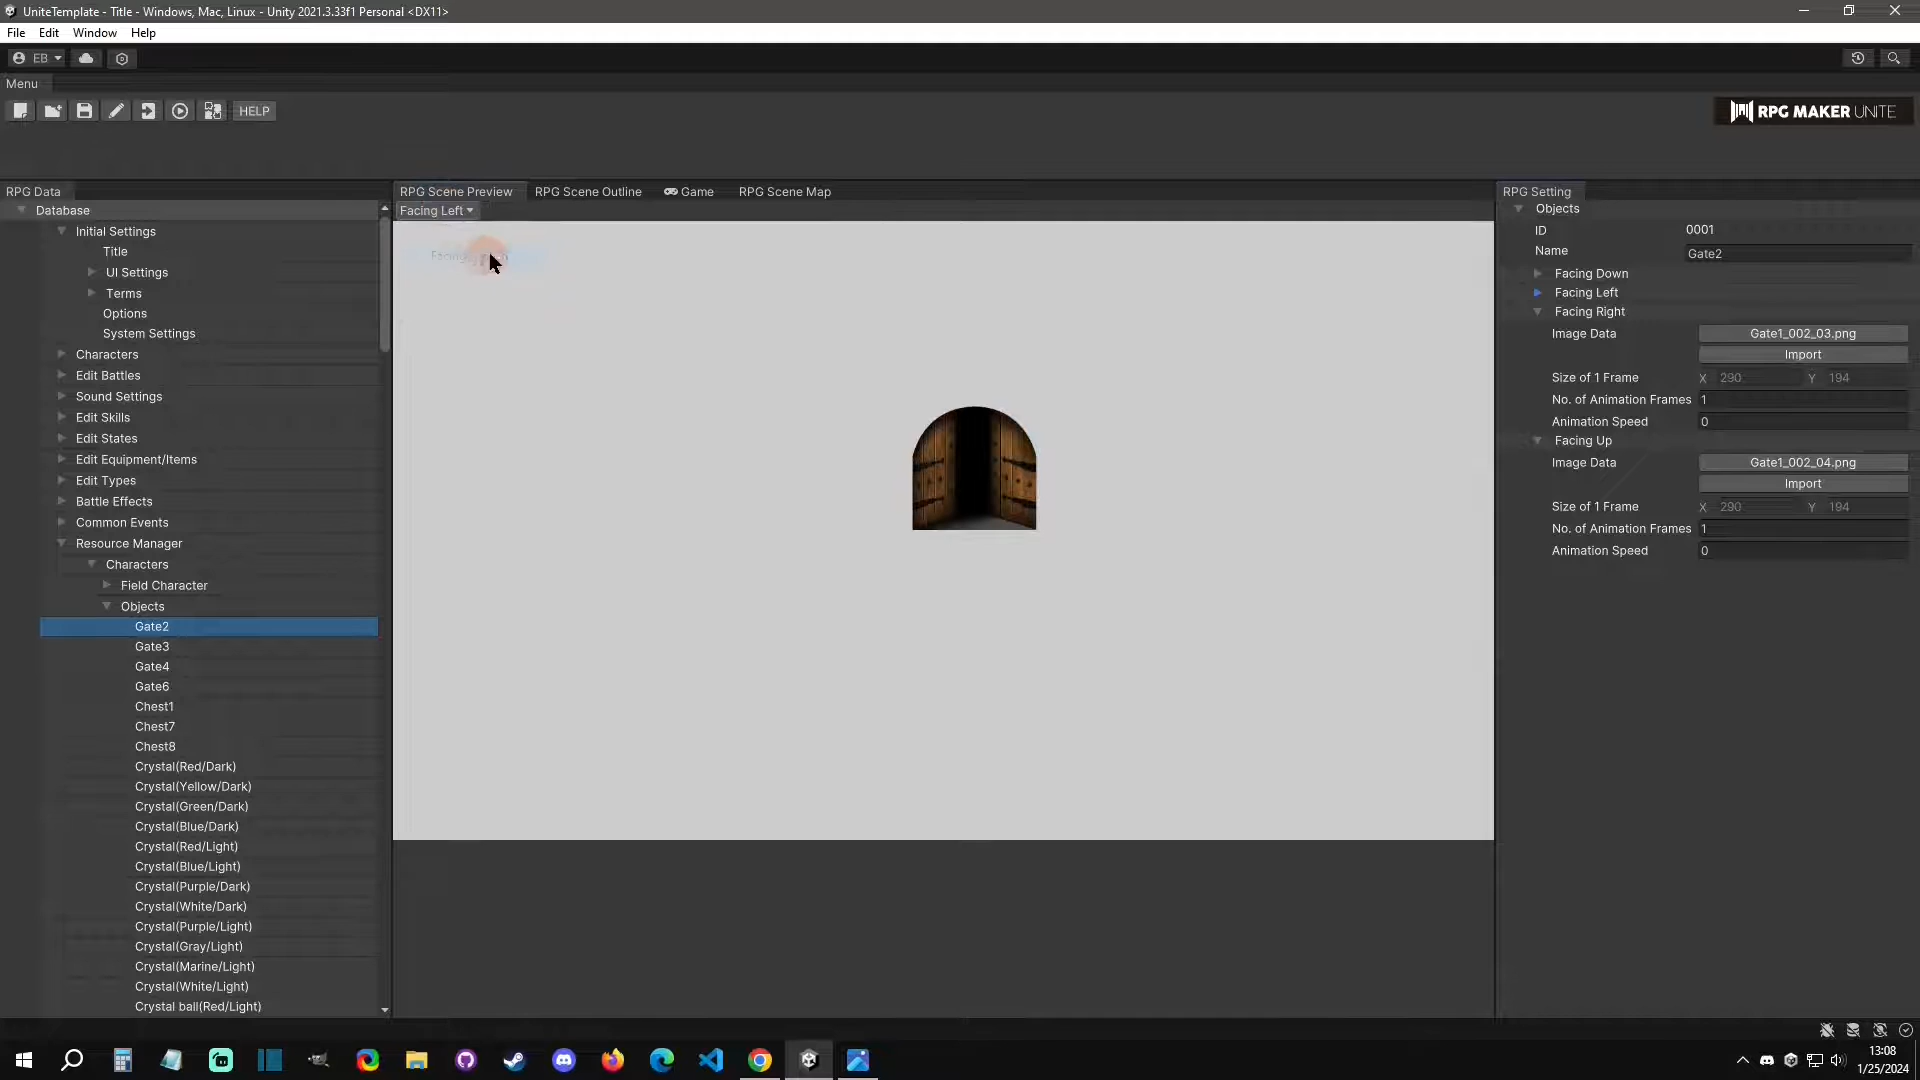 UniteTemplate - Title - Windows, Mac, Linux - Unity 2021.3.33f1 Personal <DX11>
File Edit Window Help
EB
Menu
HELP
RPG MAKER UNITE
RPG Data
RPG Scene Preview RPG Scene Outline Game RPG Scene Map
RPG Setting
Facing Left
Database
Initial Settings
Title
UI Settings
Terms
Options
System Settings
Characters
Edit Battles
Sound Settings
Edit Skills
Edit States
Edit Equipment/Items
Edit Types
Battle Effects
Common Events
Resource Manager
Characters
Field Character
Objects
Gate2
Gate3
Gate4
Gate6
Chest1
Chest7
Chest8
Crystal(Red/Dark)
Crystal(Yellow/Dark)
Crystal(Green/Dark)
Crystal(Blue/Dark)
Crystal(Red/Light)
Crystal(Blue/Light)
Crystal(Purple/Dark)
Crystal(White/Dark)
Crystal(Purple/Light)
Crystal(Gray/Light)
Crystal(Marine/Light)
Crystal(White/Light)
Crystal ball(Red/Light)
Objects
ID 0001
Name Gate2
Facing Down
Facing Left
Facing Right
Image Data Gate1_002_03.png
Import
Size of 1 Frame X 290 Y 194
No. of Animation Frames 1
Animation Speed 0
Facing Up
Image Data Gate1_002_04.png
Import
Size of 1 Frame X 290 Y 194
No. of Animation Frames 1
Animation Speed 0
13:08
1/25/2024